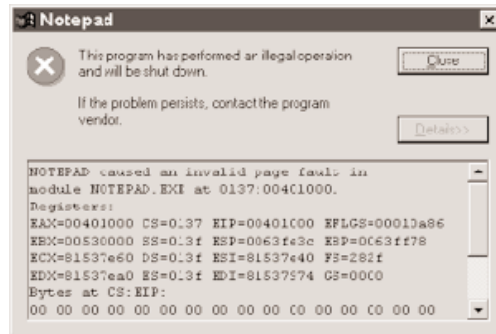 Notepad
This program has performed an illegal operation
and will be shut down.
If the problem persists, contact the program
vendor.
Close
Details>>
NOTEPAD caused an invalid page fault in
module NOTEPAD.EXE at 0137:00401000.
Registers:
EAX=00401000 CS=0137 EIP=00401000 EFLGS=00010a86
EBX=00530000 SS=013f ESP=0063fe3c EBP=0063ff78
ECX=81537e60 DS=013f ESI=81537e40 FS=282f
EDX=81537ea0 ES=013f EDI=81537974 GS=0000
Bytes at CS:EIP:
00 00 00 00 00 00 00 00 00 00 00 00 00 00 00 00